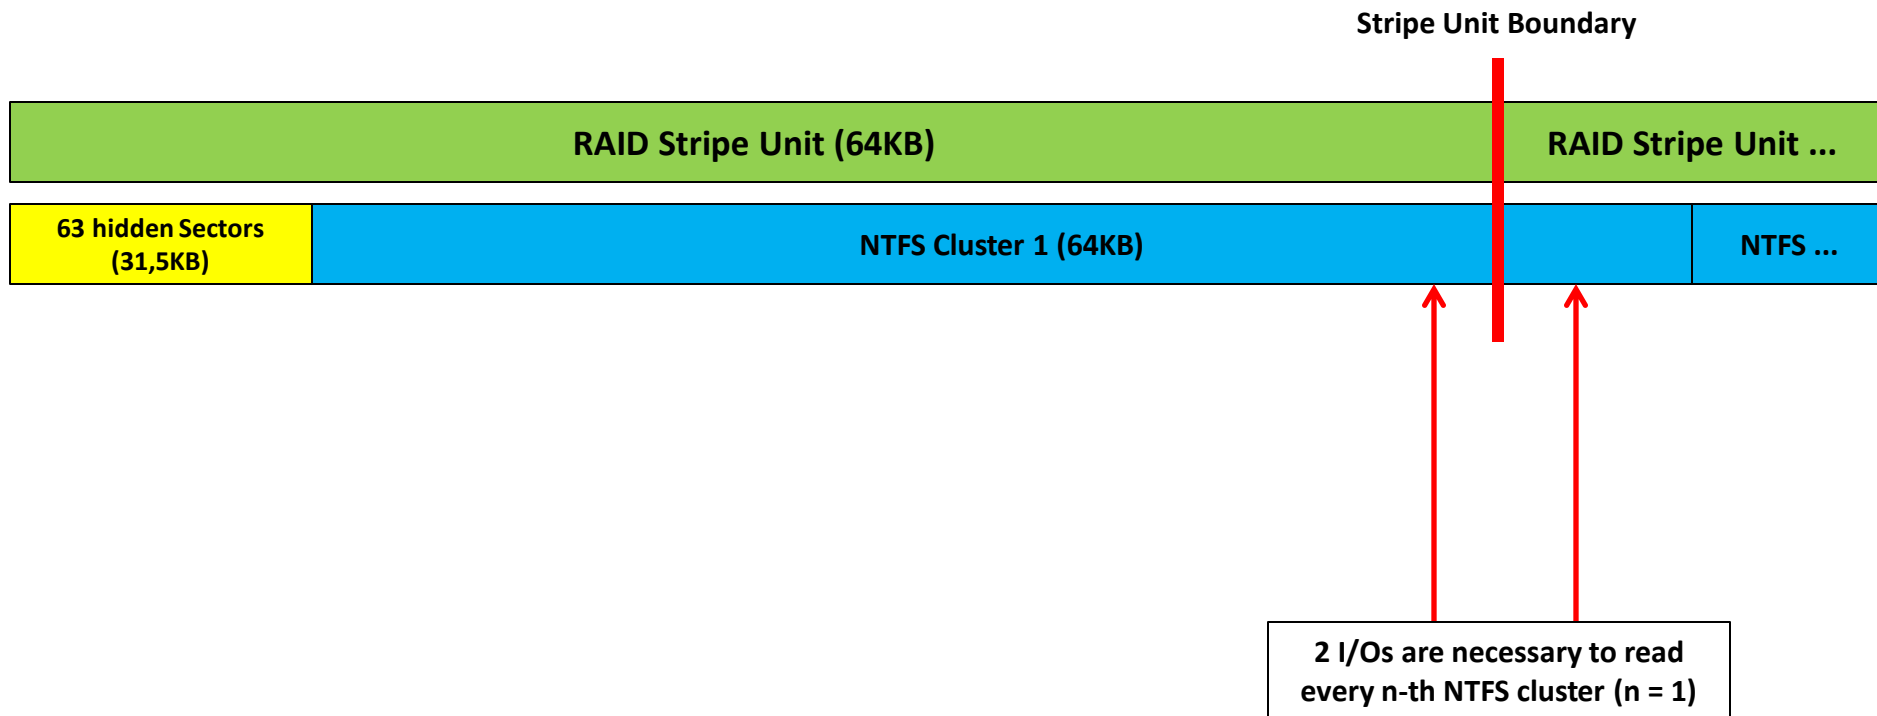 Stripe Unit Boundary
RAID Stripe Unit (64KB)
RAID Stripe Unit ...
63 hidden Sectors
(31,5KB)
NTFS Cluster 1 (64KB)
NTFS ...
2 I/Os are necessary to read
every n-th NTFS cluster (n = 1)